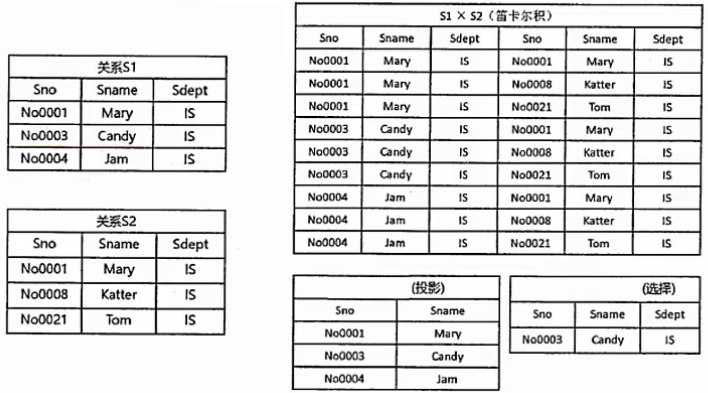 关系S1
Sno Sname Sdept
No0001 Mary IS
No0003 Candy IS
No0004 Jam IS
关系S2
Sno Sname Sdept
No0001 Mary IS
No0008 Katter IS
No0021 Tom IS
S1 × S2（笛卡尔积）
Sno Sname Sdept Sno Sname Sdept
No0001 Mary IS No0001 Mary IS
No0001 Mary IS No0008 Katter IS
No0001 Mary IS No0021 Tom IS
No0003 Candy IS No0001 Mary IS
No0003 Candy IS No0008 Katter IS
No0003 Candy IS No0021 Tom IS
No0004 Jam IS No0001 Mary IS
No0004 Jam IS No0008 Katter IS
No0004 Jam IS No0021 Tom IS
(投影)
Sno Sname
No0001 Mary
No0003 Candy
No0004 Jam
(选择)
Sno Sname Sdept
No0003 Candy IS